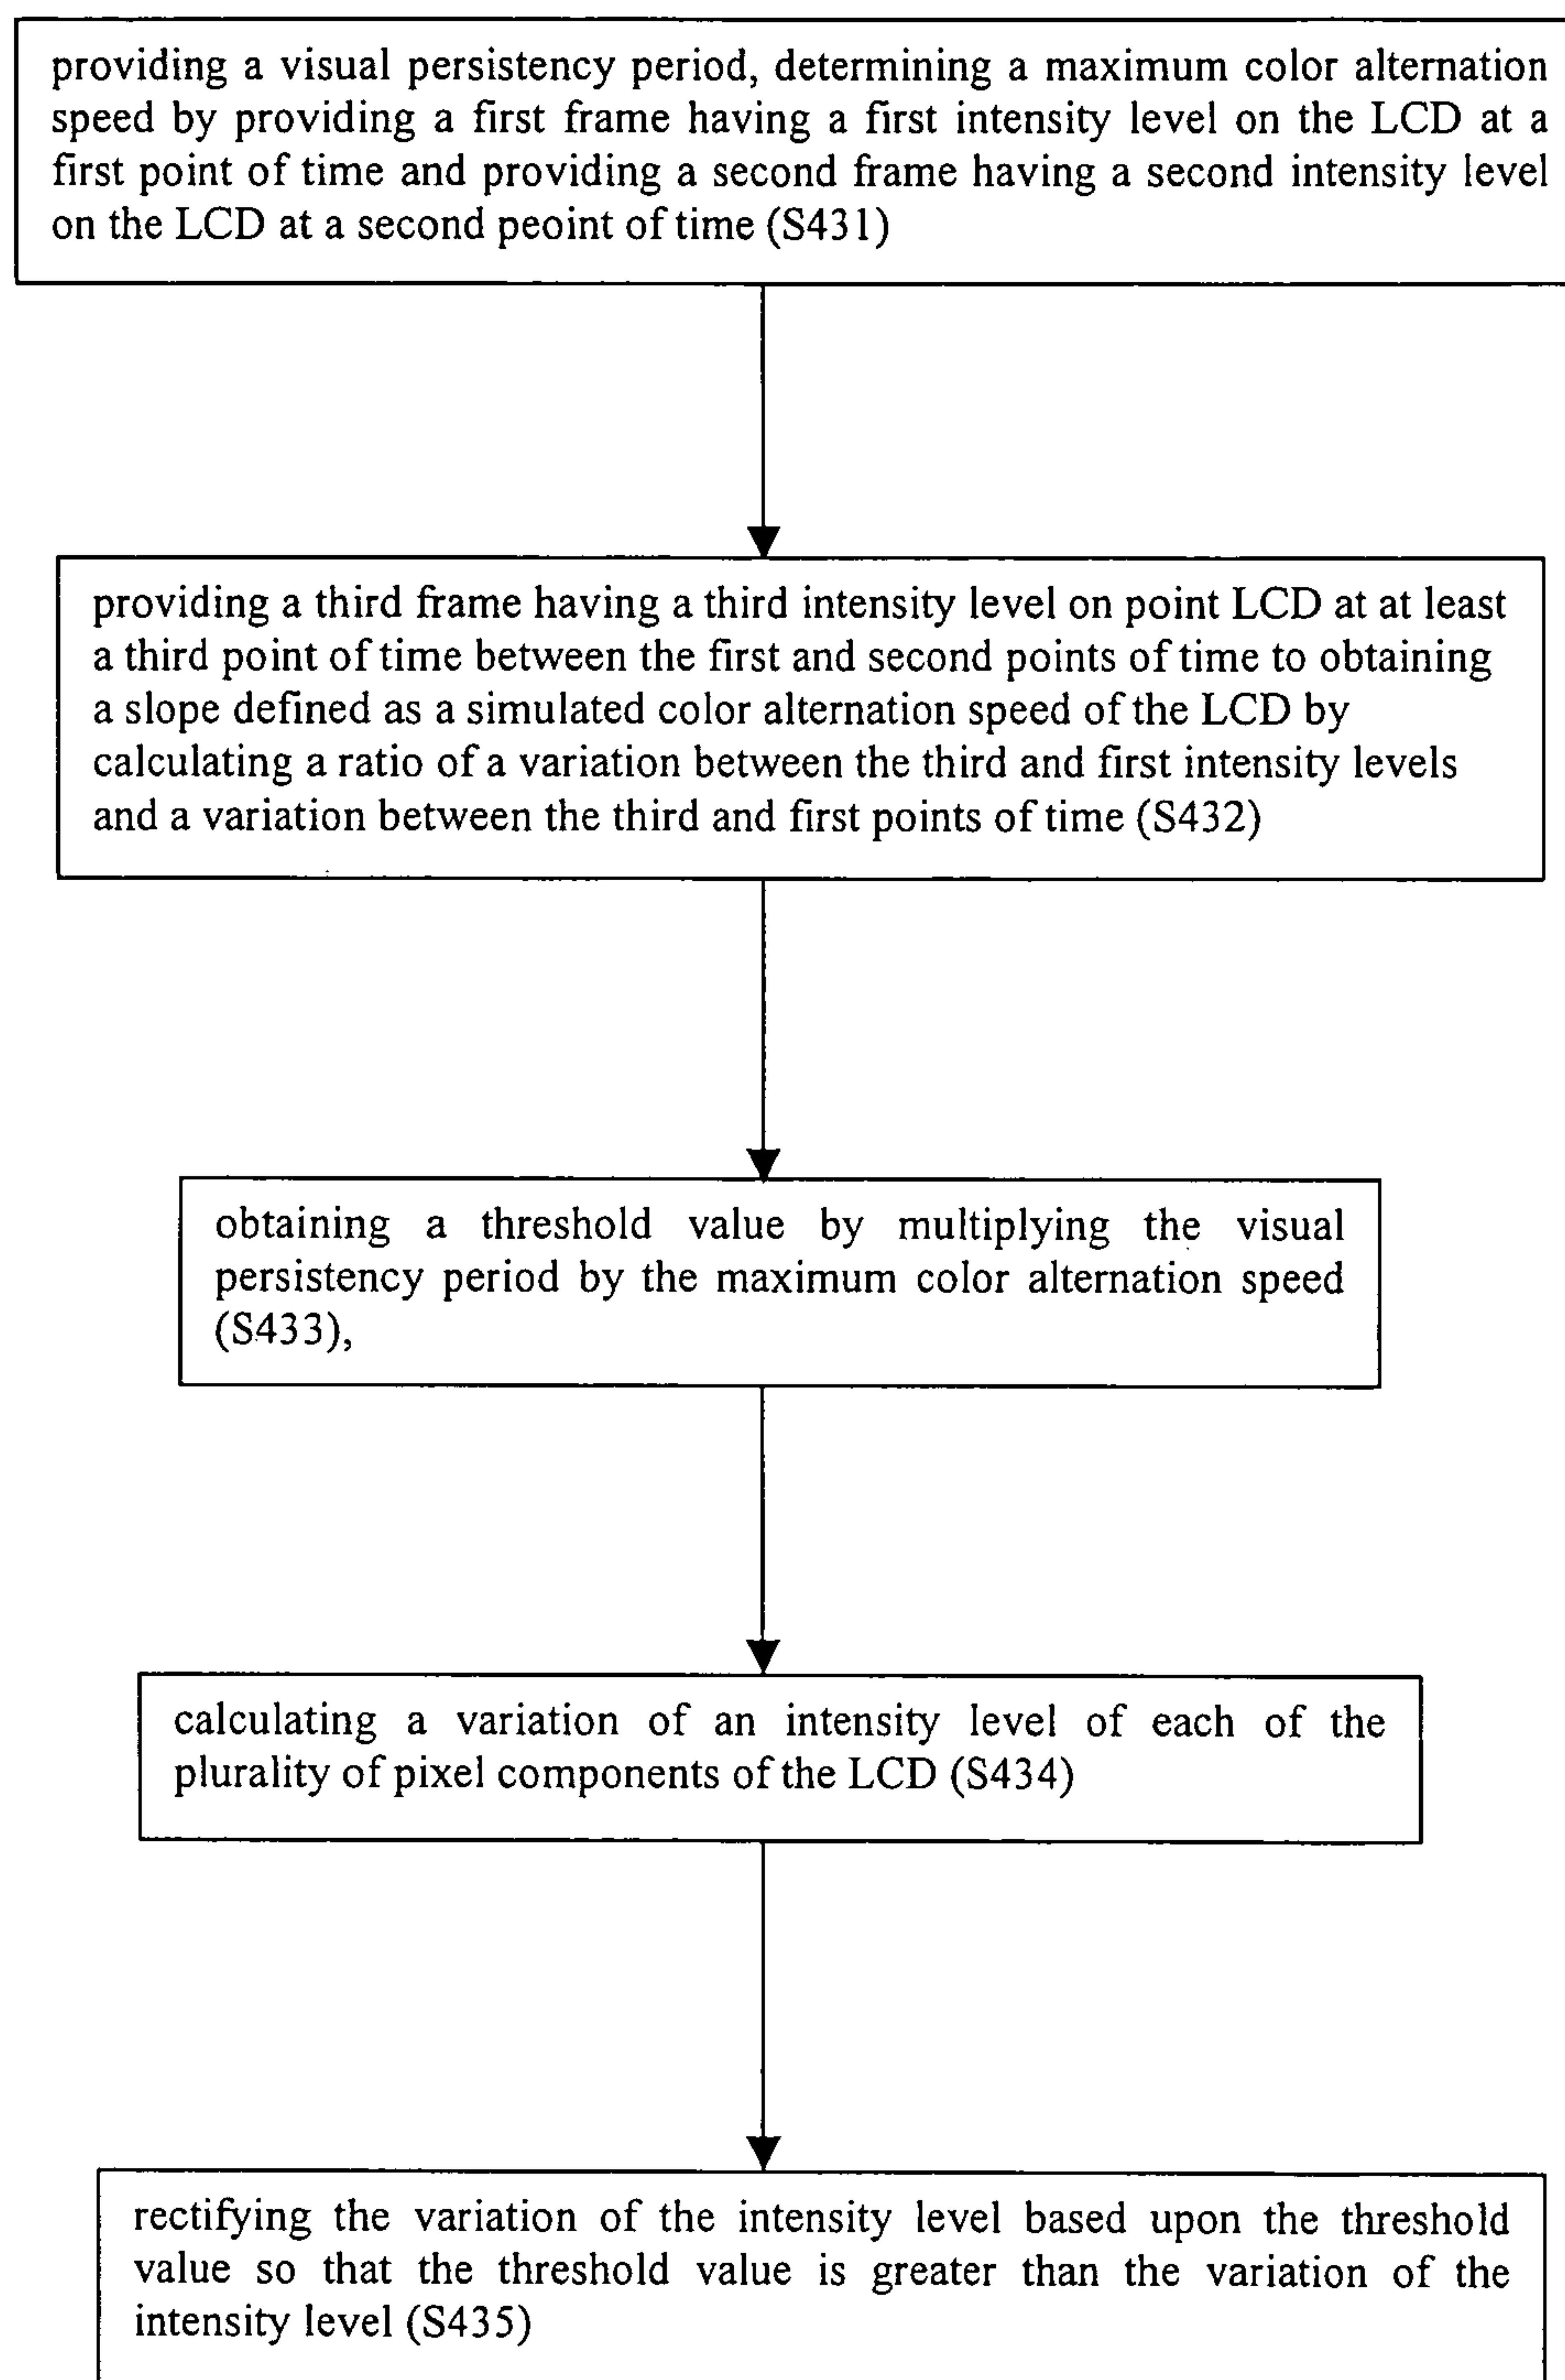 providing a visual persistency period, determining a maximum color alternation
speed by providing a first frame having a first intensity level on the LCD at a
first point of time and providing a second frame having a second intensity level
on the LCD at a second peoint of time (S431)
providing a third frame having a third intensity level on point LCD at at least
a third point of time between the first and second points of time to obtaining
a slope defined as a simulated color alternation speed of the LCD by
calculating a ratio of a variation between the third and first intensity levels
and a variation between the third and first points of time (S432)
obtaining a threshold value by multiplying the visual
persistency period by the maximum color alternation speed
(S433),
calculating a variation of an intensity level of each of the
plurality of pixel components of the LCD (S434)
rectifying the variation of the intensity level based upon the threshold
value so that the threshold value is greater than the variation of the
intensity level (S435)